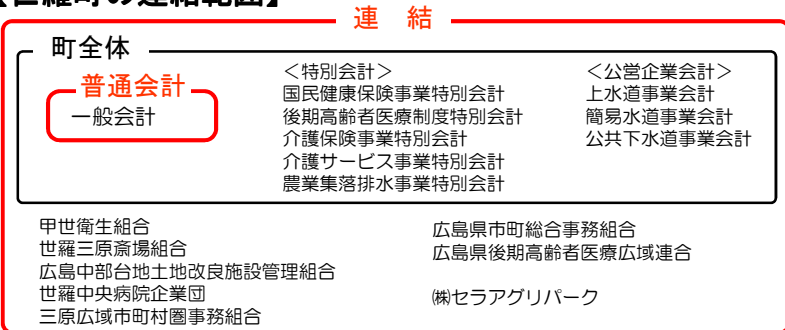 【世羅町の連結範囲】
連 結
町全体
普通会計
一般会計
＜特別会計＞
国民健康保険事業特別会計
後期高齢者医療制度特別会計
介護保険事業特別会計
介護サービス事業特別会計
農業集落排水事業特別会計
＜公営企業会計＞
上水道事業会計
簡易水道事業会計
公共下水道事業会計
甲世衛生組合
世羅三原斎場組合
広島中部台地土地改良施設管理組合
世羅中央病院企業団
三原広域市町村圏事務組合
広島県市町総合事務組合
広島県後期高齢者医療広域連合
㈱セラアグリパーク